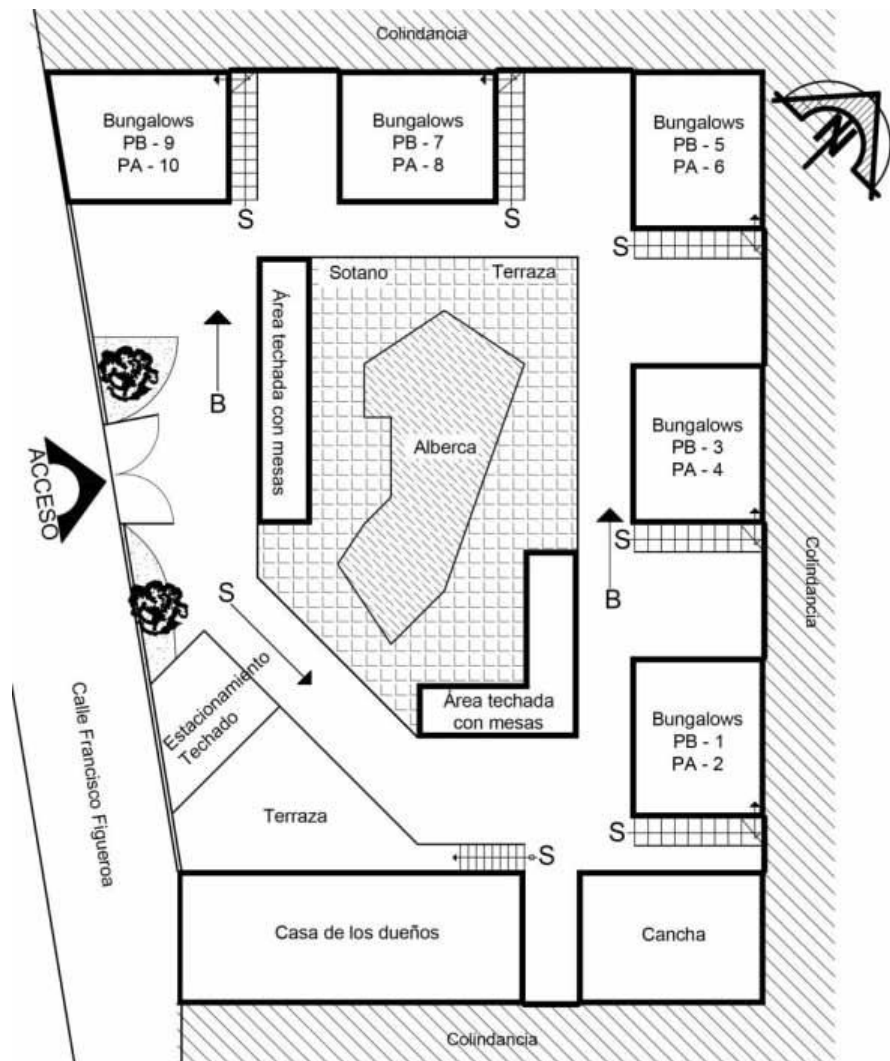 Colindancia
Bungalows
PB - 9
PA - 10
Bungalows
PB - 7
PA - 8
Bungalows
PB - 5
PA - 6
N
S
S
S
Sotano
Terraza
Área techada con mesas
B
Alberca
Bungalows
PB - 3
PA - 4
ACCESO
S
Colindancia
B
S
Estacionamiento
Techado
Área techada
con mesas
Bungalows
PB - 1
PA - 2
Calle Francisco Figueroa
Terraza
S
S
Casa de los dueños
Cancha
Colindancia